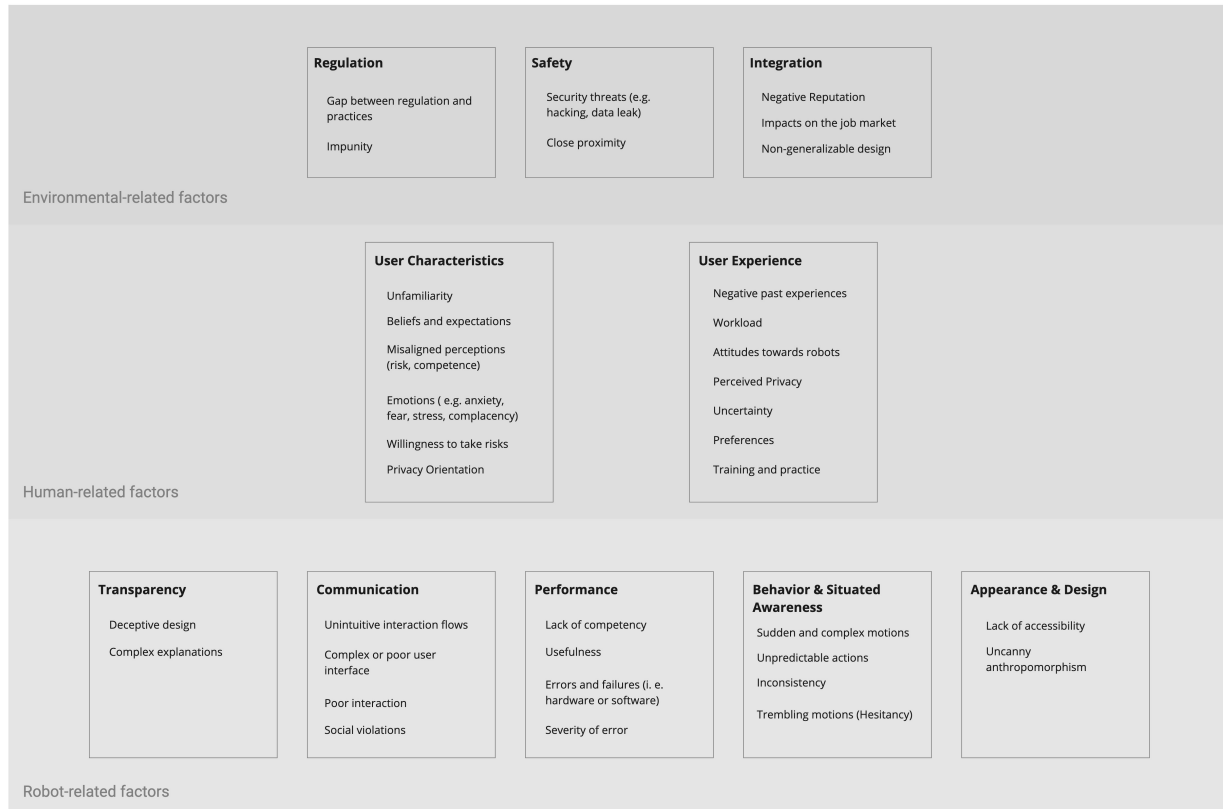 Regulation
Gap between regulation and
practices
Impunity
Safety
Security threats (e.g.
hacking, data leak)
Close proximity
Integration
Negative Reputation
Impacts on the job market
Non-generalizable design
Environmental-related factors
User Characteristics
Unfamiliarity
Beliefs and expectations
Misaligned perceptions
(risk, competence)
Emotions ( e.g. anxiety,
fear, stress, complacency)
Willingness to take risks
Privacy Orientation
User Experience
Negative past experiences
Workload
Attitudes towards robots
Perceived Privacy
Uncertainty
Preferences
Training and practice
Human-related factors
Transparency
Deceptive design
Complex explanations
Communication
Unintuitive interaction flows
Complex or poor user
interface
Poor interaction
Social violations
Performance
Lack of competency
Usefulness
Errors and failures (i. e.
hardware or software)
Severity of error
Behavior & Situated
Awareness
Sudden and complex motions
Unpredictable actions
Inconsistency
Trembling motions (Hesitancy)
Appearance & Design
Lack of accessibility
Uncanny
anthropomorphism
Robot-related factors